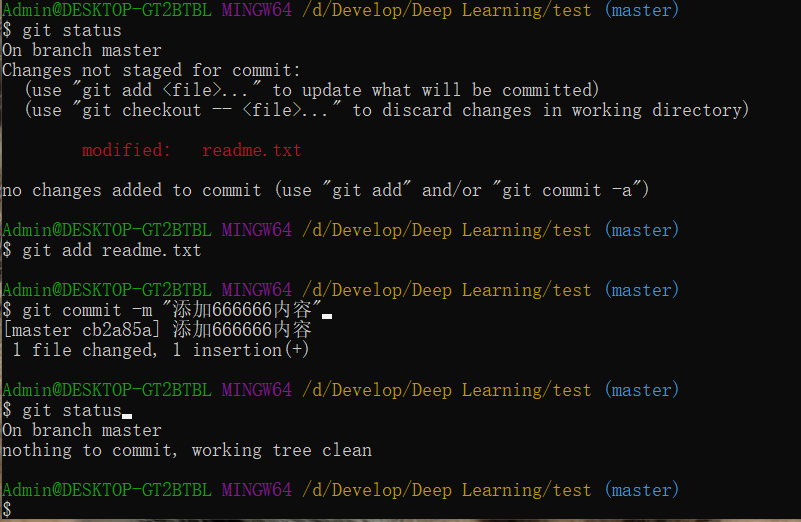 Admin@DESKTOP-GT2BTBL MINGW64 /d/Develop/Deep Learning/test (master)
$ git status
On branch master
Changes not staged for commit:
  (use "git add <file>..." to update what will be committed)
  (use "git checkout -- <file>..." to discard changes in working directory)
        modified:   readme.txt
no changes added to commit (use "git add" and/or "git commit -a")
Admin@DESKTOP-GT2BTBL MINGW64 /d/Develop/Deep Learning/test (master)
$ git add readme.txt
Admin@DESKTOP-GT2BTBL MINGW64 /d/Develop/Deep Learning/test (master)
$ git commit -m "添加666666内容"
[master cb2a85a] 添加666666内容
 1 file changed, 1 insertion(+)
Admin@DESKTOP-GT2BTBL MINGW64 /d/Develop/Deep Learning/test (master)
$ git status
On branch master
nothing to commit, working tree clean
Admin@DESKTOP-GT2BTBL MINGW64 /d/Develop/Deep Learning/test (master)
$